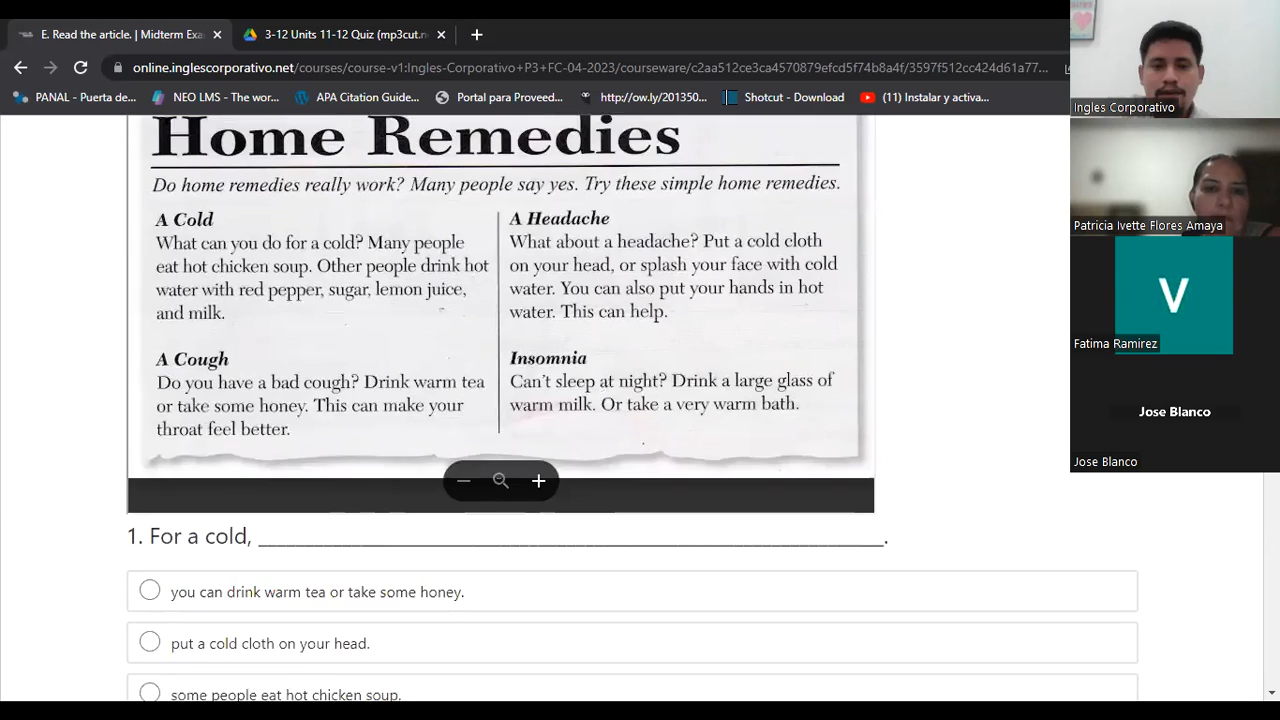 E. Read the article. | Midterm Exa
3-12 Units 11-12 Quiz (mp3cut.n
online.inglescorporativo.net/courses/course-v1:Ingles-Corporativo+P3+FC-04-2023/courseware/c2aa512ce3ca4570879efcd5f74b8a4f/3597f512cc424d61a77...
PANAL - Puerta de...
NEO LMS - The wor...
APA Citation Guide...
Portal para Proveed...
http://ow.ly/201350...
Shotcut - Download
(11) Instalar y activa...
Home Remedies
Do home remedies really work? Many people say yes. Try these simple home remedies.
A Cold
What can you do for a cold? Many people
eat hot chicken soup. Other people drink hot
water with red pepper, sugar, lemon juice,
and milk.
A Cough
Do you have a bad cough? Drink warm tea
or take some honey. This can make your
throat feel better.
A Headache
What about a headache? Put a cold cloth
on your head, or splash your face with cold
water. You can also put your hands in hot
water. This can help.
Insomnia
Can't sleep at night? Drink a large glass of
warm milk. Or take a very warm bath.
1. For a cold, ______________________________.
you can drink warm tea or take some honey.
put a cold cloth on your head.
some people eat hot chicken soup.
Ingles Corporativo
Patricia Ivette Flores Amaya
V
Fatima Ramirez
Jose Blanco
Jose Blanco